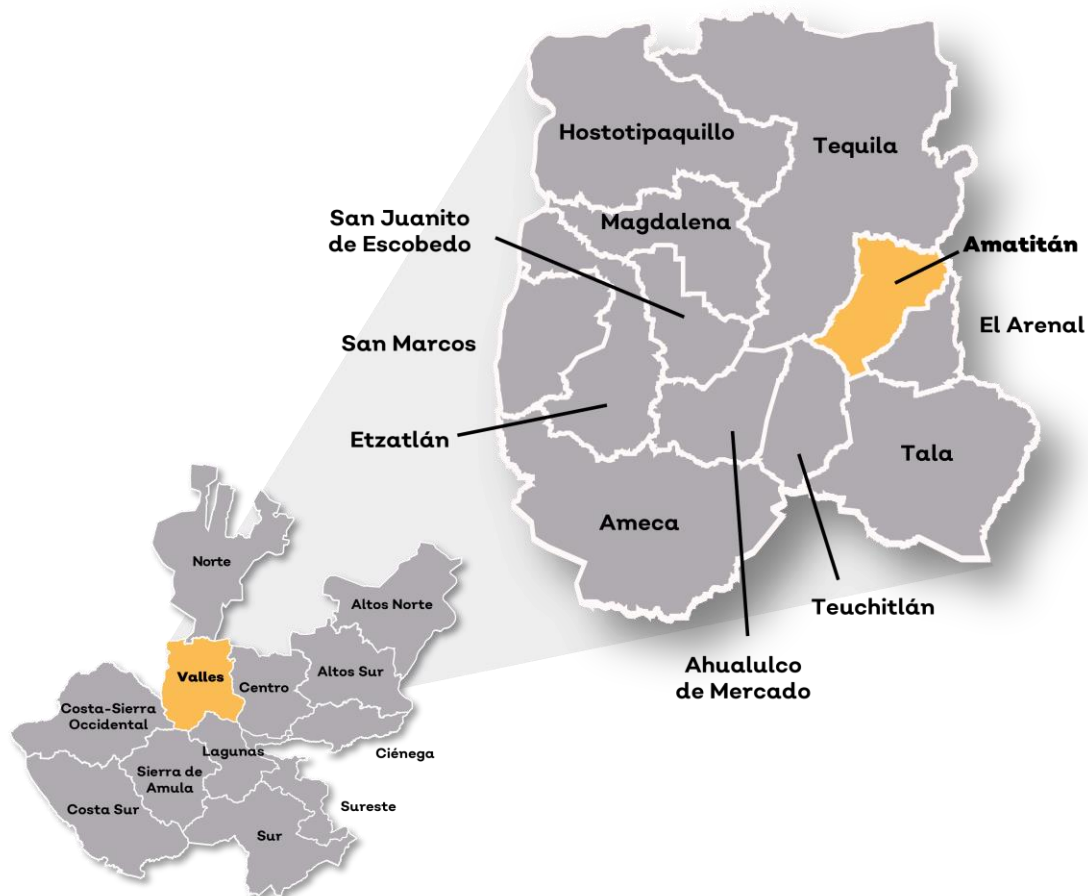 Hostotipaquillo
Tequila
San Juanito
de Escobedo
Magdalena
Amatitán
El Arenal
San Marcos
Etzatlán
Tala
Ameca
Teuchitlán
Ahualulco
de Mercado
Norte
Altos Norte
Valles
Altos Sur
Centro
Costa-Sierra
Occidental
Lagunas
Ciénega
Sierra de
Amula
Costa Sur
Sureste
Sur